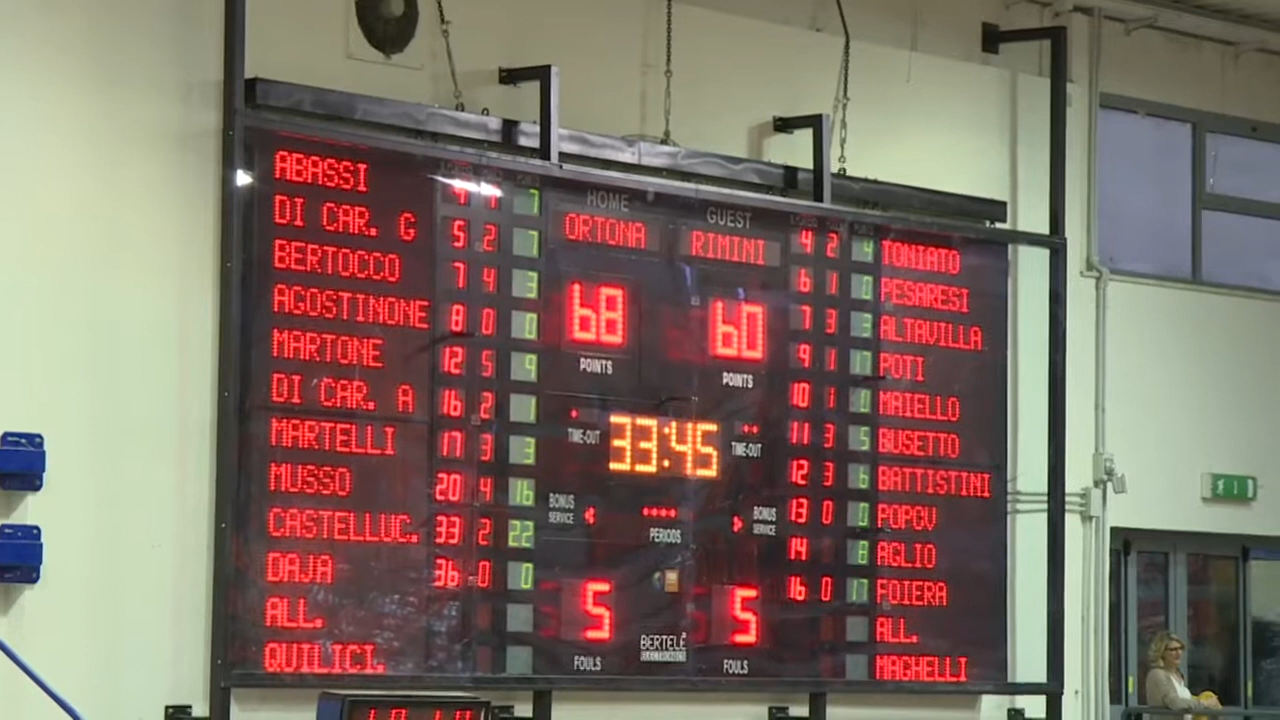 ABASSI 4 1 7
DI CAR. G 5 2 7
BERTOCCO 7 4 3
AGOSTINONE 8 0 0
MARTONE 12 5 9
DI CAR. A 16 2 1
MARTELLI 17 3 3
MUSSO 20 4 16
CASTELLUC. 33 2 22
DAJA 36 0 0
ALL.
QUILICI.
HOME GUEST
ORTONA RIMINI
68 60
POINTS POINTS
TIME-OUT 33:45 TIME-OUT
BONUS SERVICE PERIODS BONUS SERVICE
5 5
BERTELÈ
FOULS FOULS
4 2 4 TONIATO
6 1 0 PESARESI
7 3 3 ALTAVILLA
9 1 17 POTI
10 1 0 MAIELLO
11 3 5 BUSETTO
12 3 6 BATTISTINI
13 0 0 POPOV
14 8 AGLIO
16 0 17 FOIERA
ALL.
MAGHELLI